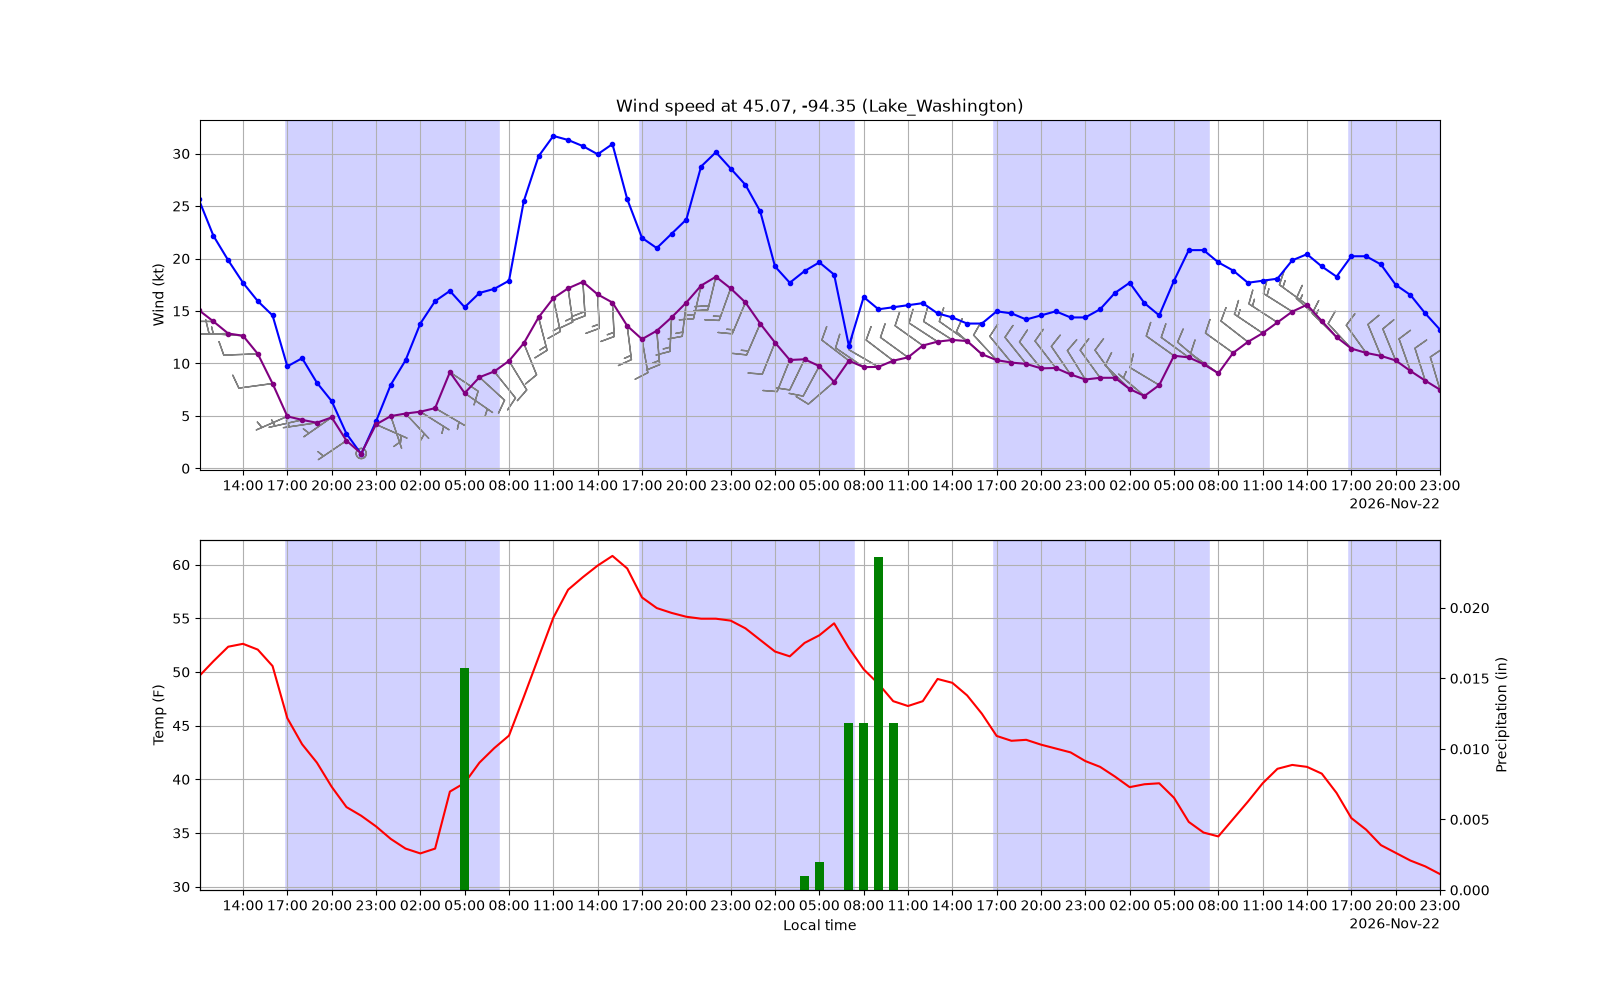 Wind speed at 45.07, -94.35 (Lake_Washington)
30
25
20
15
10
5
0
Wind (kt)
14:00 17:00 20:00 23:00 02:00 05:00 08:00 11:00 14:00 17:00 20:00 23:00 02:00 05:00 08:00 11:00 14:00 17:00 20:00 23:00 02:00 05:00 08:00 11:00 14:00 17:00 20:00 23:00
2026-Nov-22
60
55
50
45
40
35
30
Temp (F)
0.020
0.015
0.010
0.005
0.000
Precipitation (in)
14:00 17:00 20:00 23:00 02:00 05:00 08:00 11:00 14:00 17:00 20:00 23:00 02:00 05:00 08:00 11:00 14:00 17:00 20:00 23:00 02:00 05:00 08:00 11:00 14:00 17:00 20:00 23:00
Local time
2026-Nov-22